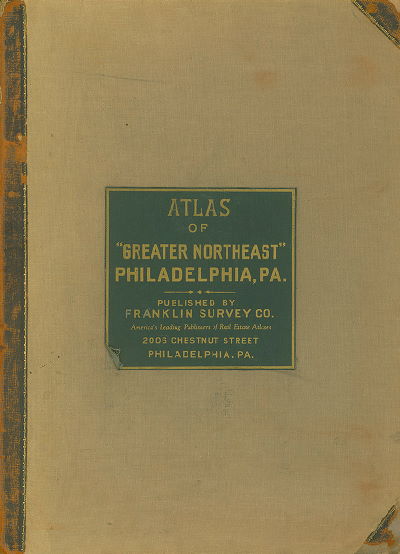 ATLAS
OF
"GREATER NORTHEAST"
PHILADELPHIA, PA.
PUBLISHED BY
FRANKLIN SURVEY CO.
America's Leading Publishers of Real Estate Atlases
2006 CHESTNUT STREET
PHILADELPHIA, PA.